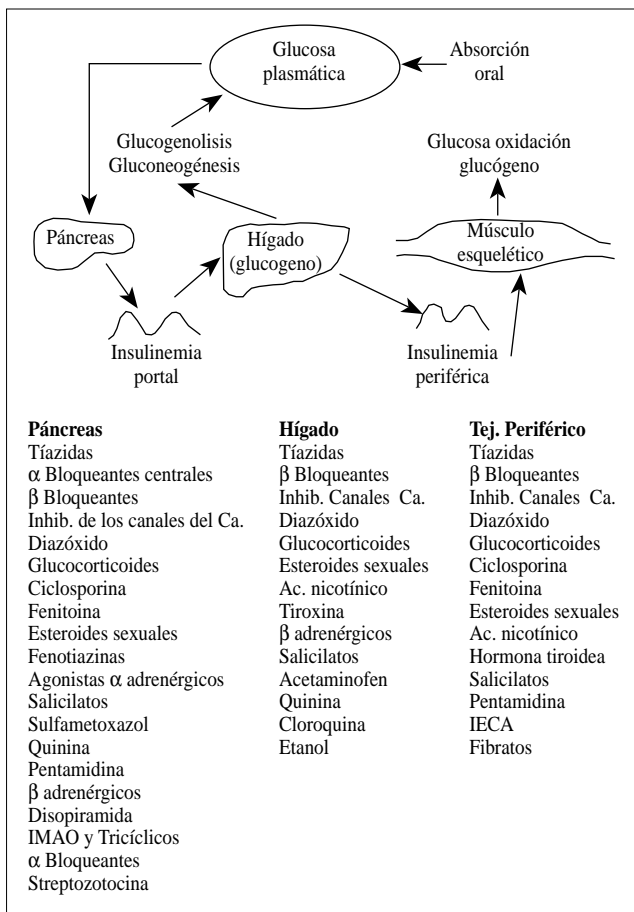 Glucosa
plasmática
Absorción
oral
Glucogenolisis
Gluconeogénesis
Glucosa oxidación
glucógeno
Páncreas
Hígado
(glucogeno)
Músculo
esquelético
Insulinemia
portal
Insulinemia
periférica
Páncreas
Tíazidas
α Bloqueantes centrales
β Bloqueantes
Inhib. de los canales del Ca.
Diazóxido
Glucocorticoides
Ciclosporina
Fenitoina
Esteroides sexuales
Fenotiazinas
Agonistas α adrenérgicos
Salicilatos
Sulfametoxazol
Quinina
Pentamidina
β adrenérgicos
Disopiramida
IMAO y Tricíclicos
α Bloqueantes
Streptozotocina
Hígado
Tíazidas
β Bloqueantes
Inhib. Canales Ca.
Diazóxido
Glucocorticoides
Esteroides sexuales
Ac. nicotínico
Tiroxina
β adrenérgicos
Salicilatos
Acetaminofen
Quinina
Cloroquina
Etanol
Tej. Periférico
Tíazidas
β Bloqueantes
Inhib. Canales Ca.
Diazóxido
Glucocorticoides
Ciclosporina
Fenitoina
Esteroides sexuales
Ac. nicotínico
Hormona tiroidea
Salicilatos
Pentamidina
IECA
Fibratos